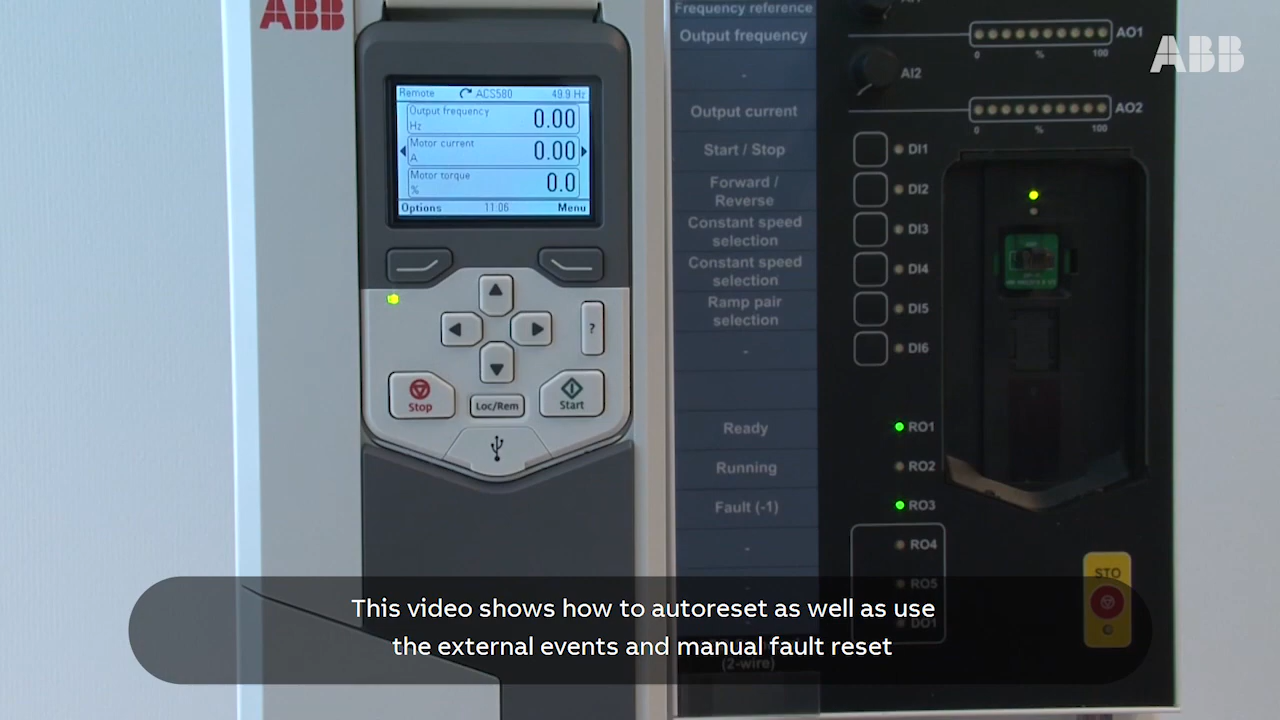 ABB
Remote ACS580 49.9 Hz
Output frequency
Hz
0.00
Motor current
A
0.00
Motor torque
%
0.0
Options 11:06 Menu
?
Stop
Loc/Rem
Start
Frequency reference
Output frequency
-
Output current
Start / Stop
Forward /
Reverse
Constant speed
selection
Constant speed
selection
Ramp pair
selection
-
Ready
Running
Fault (-1)
-
-
-
(2-wire)
AO1
0 % 100
AI2
AO2
0 % 100
DI1
DI2
DI3
DI4
DI5
DI6
RO1
RO2
RO3
RO4
RO5
DO1
STO
ABB
This video shows how to autoreset as well as use
the external events and manual fault reset